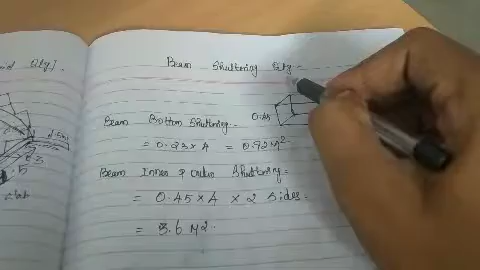 Beam Shuttering Qty.
Beam Bottom Shuttering.
0.45
= 0.23 x 4 = 0.92 M²
Beam Inner & outer Shuttering:
= 0.45 x 4 x 2 Sides.
= 3.6 M².
Qty.